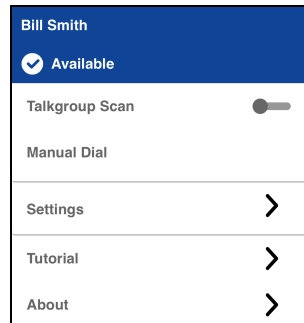 Bill Smith
Available
Talkgroup Scan
Manual Dial
Settings
Tutorial
About